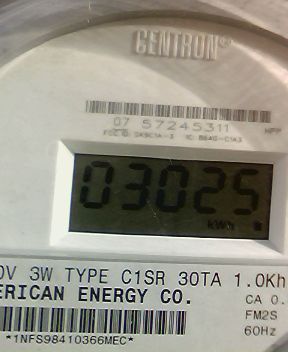 CENTRON®
07 57245311
03025
kWh
0V 3W TYPE C1SR 30TA 1.0Kh
ERICAN ENERGY CO.
CA 0.
FM2S
60Hz
*1NFS98410366MEC*